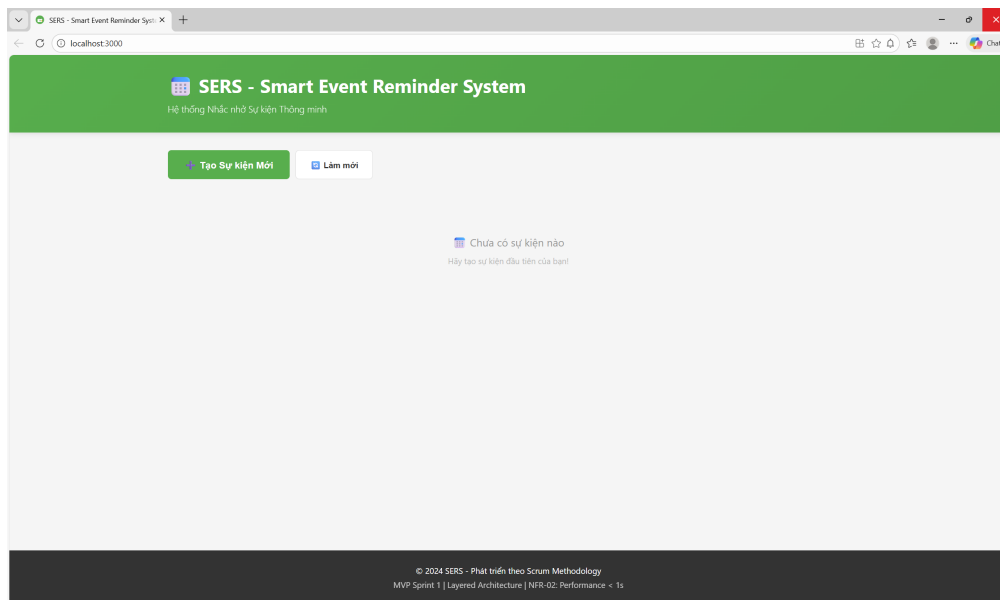 SERS - Smart Event Reminder Syst
localhost:3000
Chat
SERS - Smart Event Reminder System
Hệ thống Nhắc nhở Sự kiện Thông minh
Tạo Sự kiện Mới
Làm mới
Chưa có sự kiện nào
Hãy tạo sự kiện đầu tiên của bạn!
© 2024 SERS - Phát triển theo Scrum Methodology
MVP Sprint 1 | Layered Architecture | NFR-02: Performance < 1s